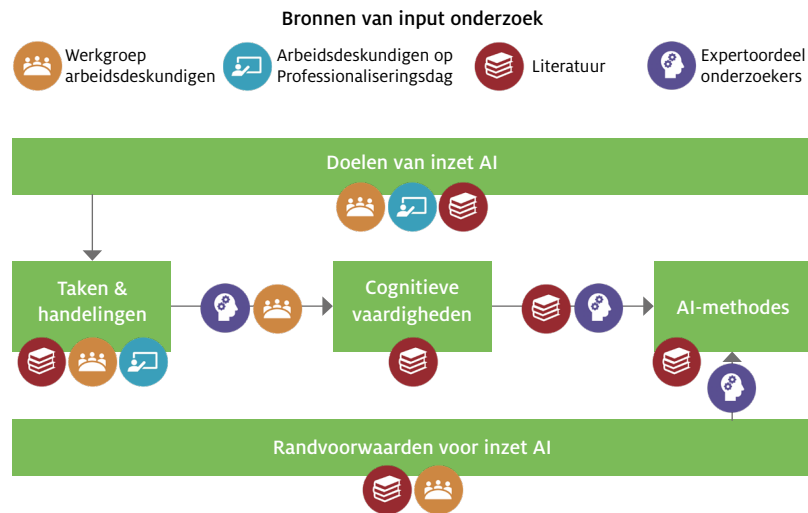 Bronnen van input onderzoek
Werkgroep
arbeidsdeskundigen
Arbeidsdeskundigen op
Professionaliseringsdag
Literatuur
Expertoordeel
onderzoekers
Doelen van inzet AI
Taken &
handelingen
Cognitieve
vaardigheden
AI-methodes
Randvoorwaarden voor inzet AI